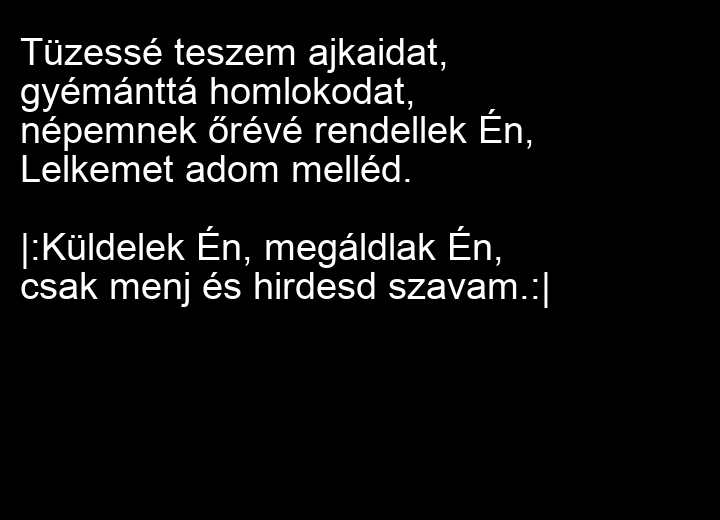 Tüzessé teszem ajkaidat,
gyémánttá homlokodat,
népemnek őrévé rendellek Én,
Lelkemet adom melléd.

|:Küldelek Én, megáldlak Én,
csak menj és hirdesd szavam.:|